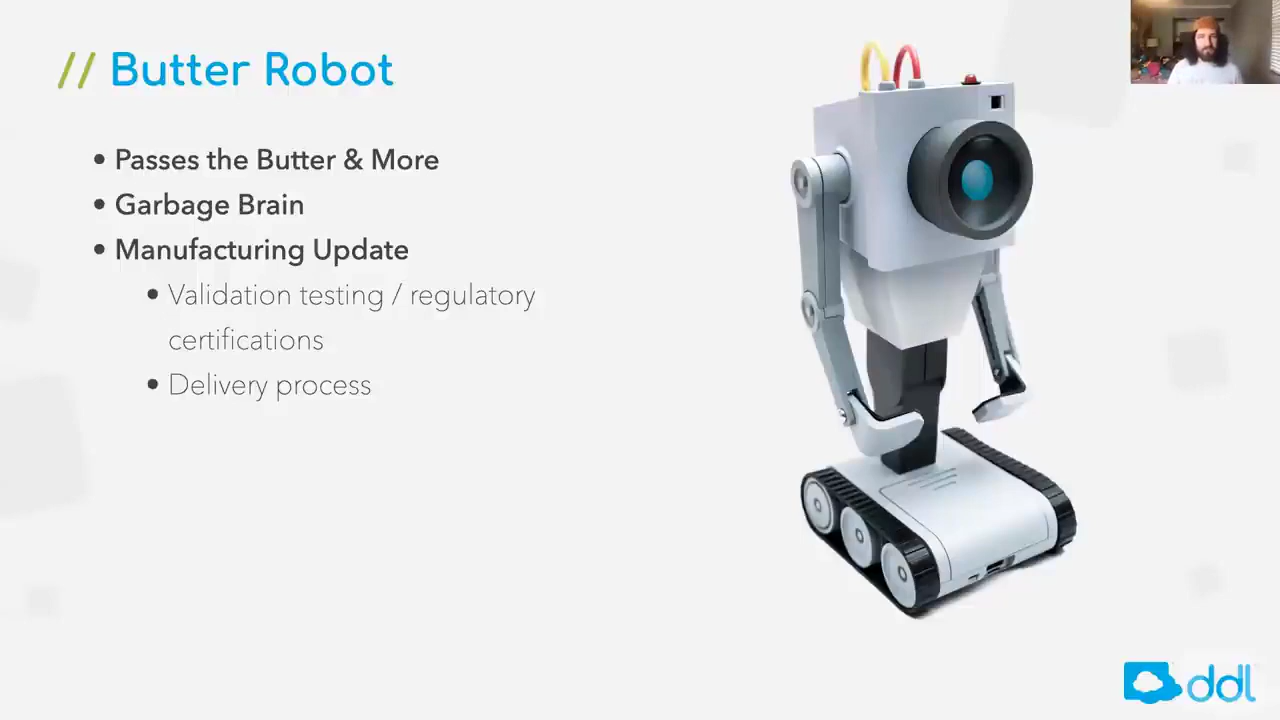 // Butter Robot
• Passes the Butter & More
• Garbage Brain
• Manufacturing Update
• Validation testing / regulatory
certifications
• Delivery process
ddl